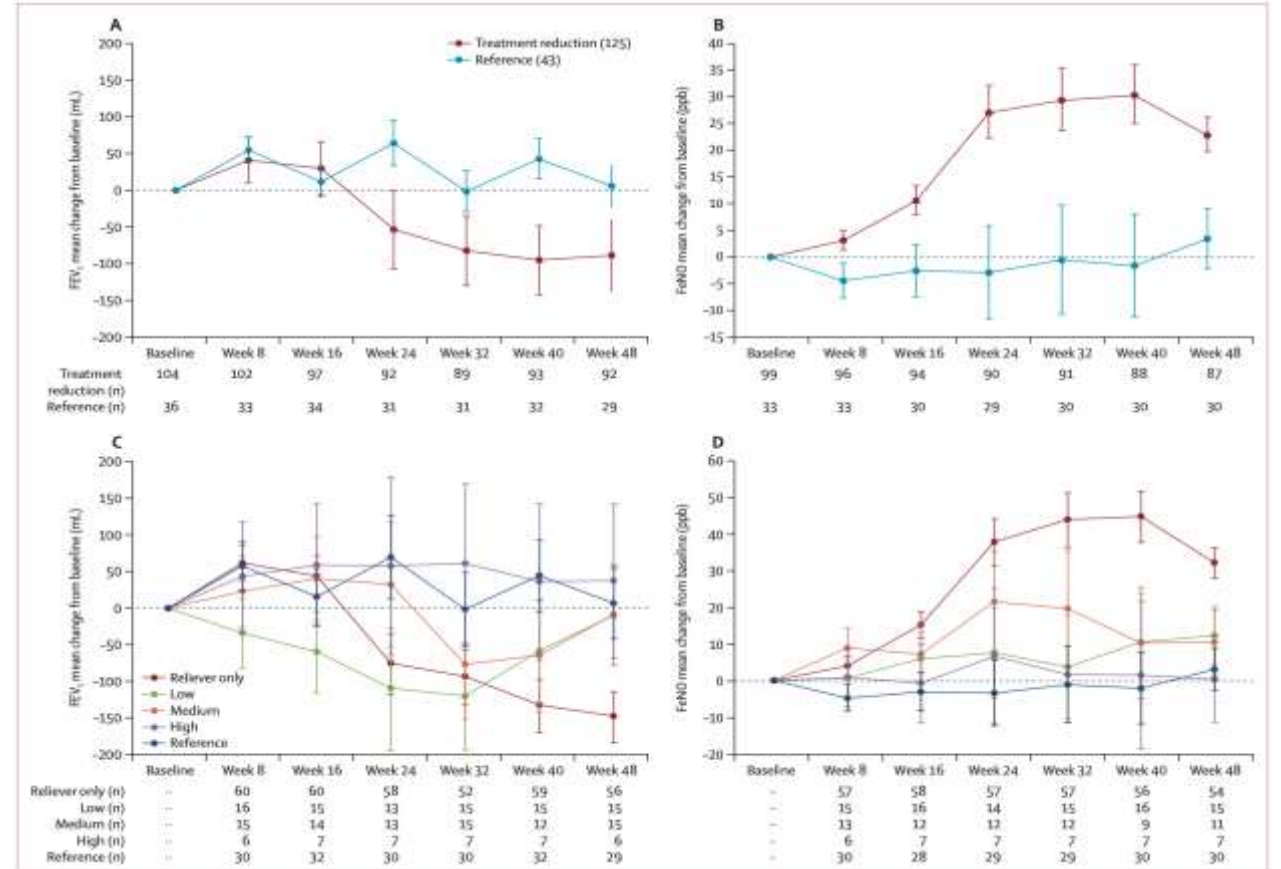 A
200
150
100
50
0
–50
–100
–150
–200
FEV₁ mean change from baseline (mL)
Treatment reduction (125)
Reference (43)
Baseline Week 8 Week 16 Week 24 Week 32 Week 40 Week 48
Treatment reduction (n) 104 102 97 92 89 93 92
Reference (n) 36 33 34 31 31 32 29
B
40
35
30
25
20
15
10
5
0
–5
–10
–15
FeNO mean change from baseline (ppb)
Baseline Week 8 Week 16 Week 24 Week 32 Week 40 Week 48
99 96 94 90 91 88 87
33 33 30 29 30 30 30
C
200
150
100
50
0
–50
–100
–150
–200
FEV₁ mean change from baseline (mL)
Reliever only
Low
Medium
High
Reference
Baseline Week 8 Week 16 Week 24 Week 32 Week 40 Week 48
Reliever only (n) -- 60 60 58 52 59 56
Low (n) -- 16 15 13 15 15 15
Medium (n) -- 15 14 13 15 12 15
High (n) -- 6 7 7 7 7 6
Reference (n) -- 30 32 30 30 32 29
D
60
50
40
30
20
10
0
–10
–20
FeNO mean change from baseline (ppb)
Baseline Week 8 Week 16 Week 24 Week 32 Week 40 Week 48
-- 57 58 57 57 56 54
-- 15 16 14 15 16 15
-- 13 12 12 12 9 11
-- 6 7 7 7 7 7
-- 30 28 29 29 30 30